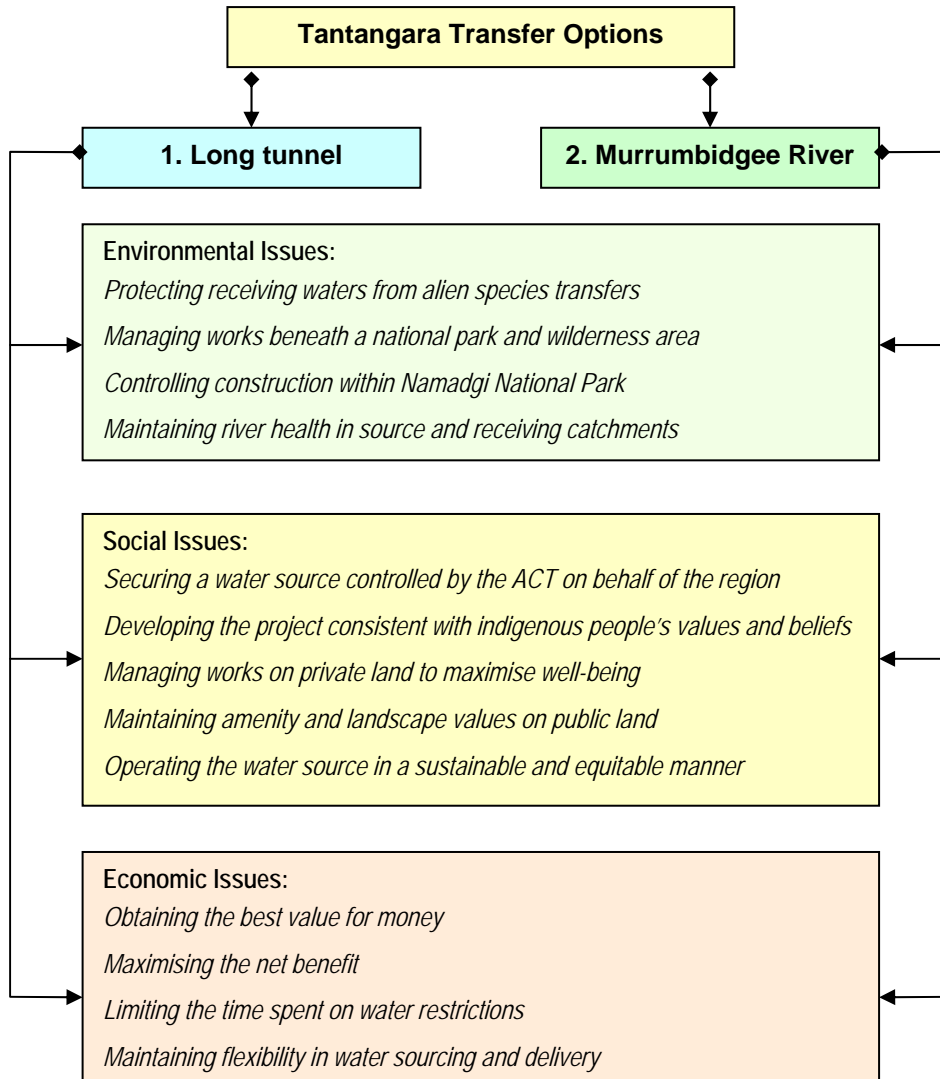 Tantangara Transfer Options
1. Long tunnel
2. Murrumbidgee River
Environmental Issues:
Protecting receiving waters from alien species transfers
Managing works beneath a national park and wilderness area
Controlling construction within Namadgi National Park
Maintaining river health in source and receiving catchments
Social Issues:
Securing a water source controlled by the ACT on behalf of the region
Developing the project consistent with indigenous people's values and beliefs
Managing works on private land to maximise well-being
Maintaining amenity and landscape values on public land
Operating the water source in a sustainable and equitable manner
Economic Issues:
Obtaining the best value for money
Maximising the net benefit
Limiting the time spent on water restrictions
Maintaining flexibility in water sourcing and delivery